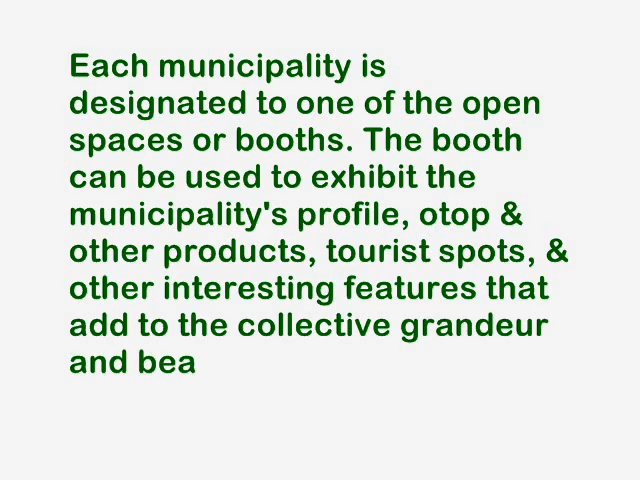 Each municipality is
designated to one of the open
spaces or booths. The booth
can be used to exhibit the
municipality's profile, otop &
other products, tourist spots, &
other interesting features that
add to the collective grandeur
and bea